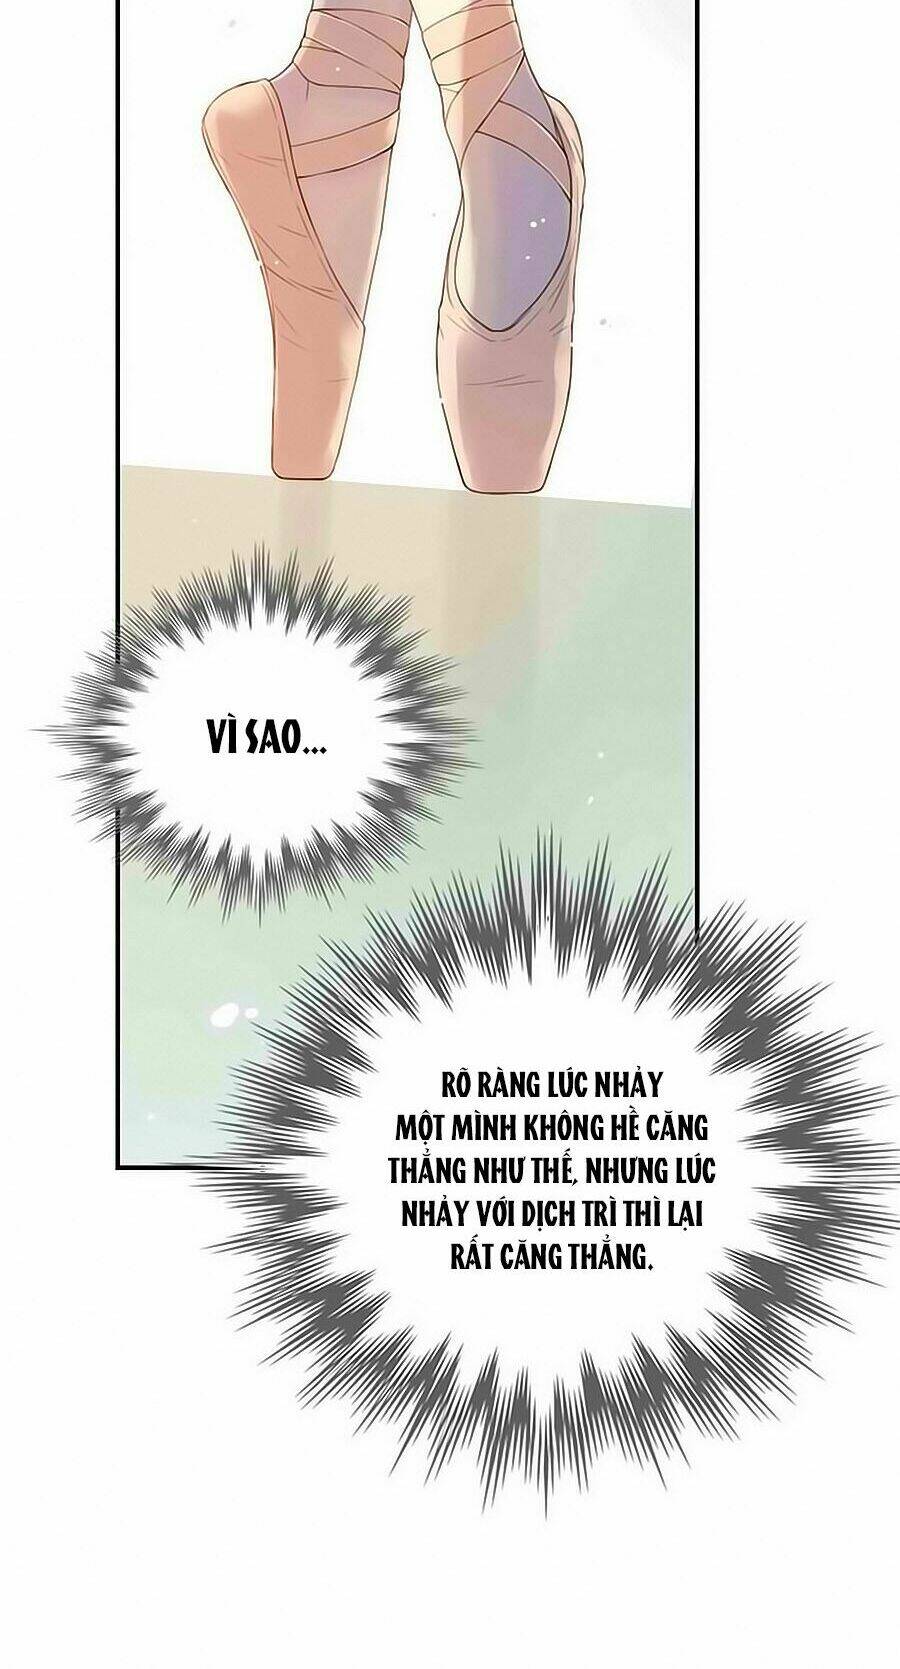 VÌ SAO...
RÕ RÀNG LÚC NHẢY
MỘT MÌNH KHÔNG HỀ CĂNG
THẲNG NHƯ THẾ, NHƯNG LÚC
NHẢY VỚI DỊCH TRÌ THÌ LẠI
RẤT CĂNG THẲNG.